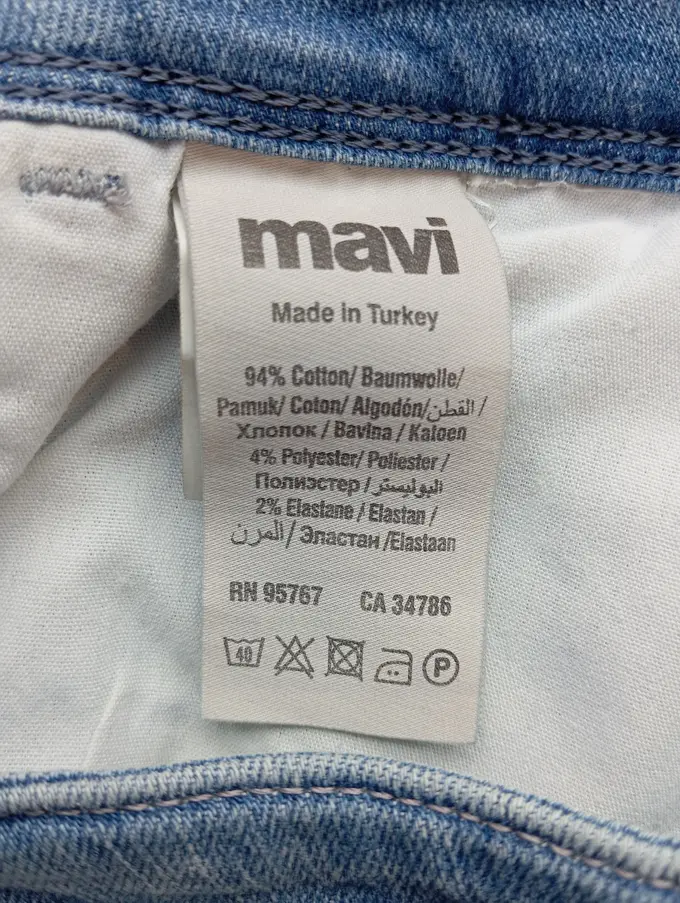 mavi
Made in Turkey
94% Cotton/ Baumwolle/
Pamuk/ Coton/ Algodón/القطن /
Хлопок / Bavlna / Katoen
4% Polyester/ Poliester /
Полиэстер / البوليستر
2% Elastane / Elastan /
المرن / Эластан /Elastaan
RN 95767 CA 34786
40 P